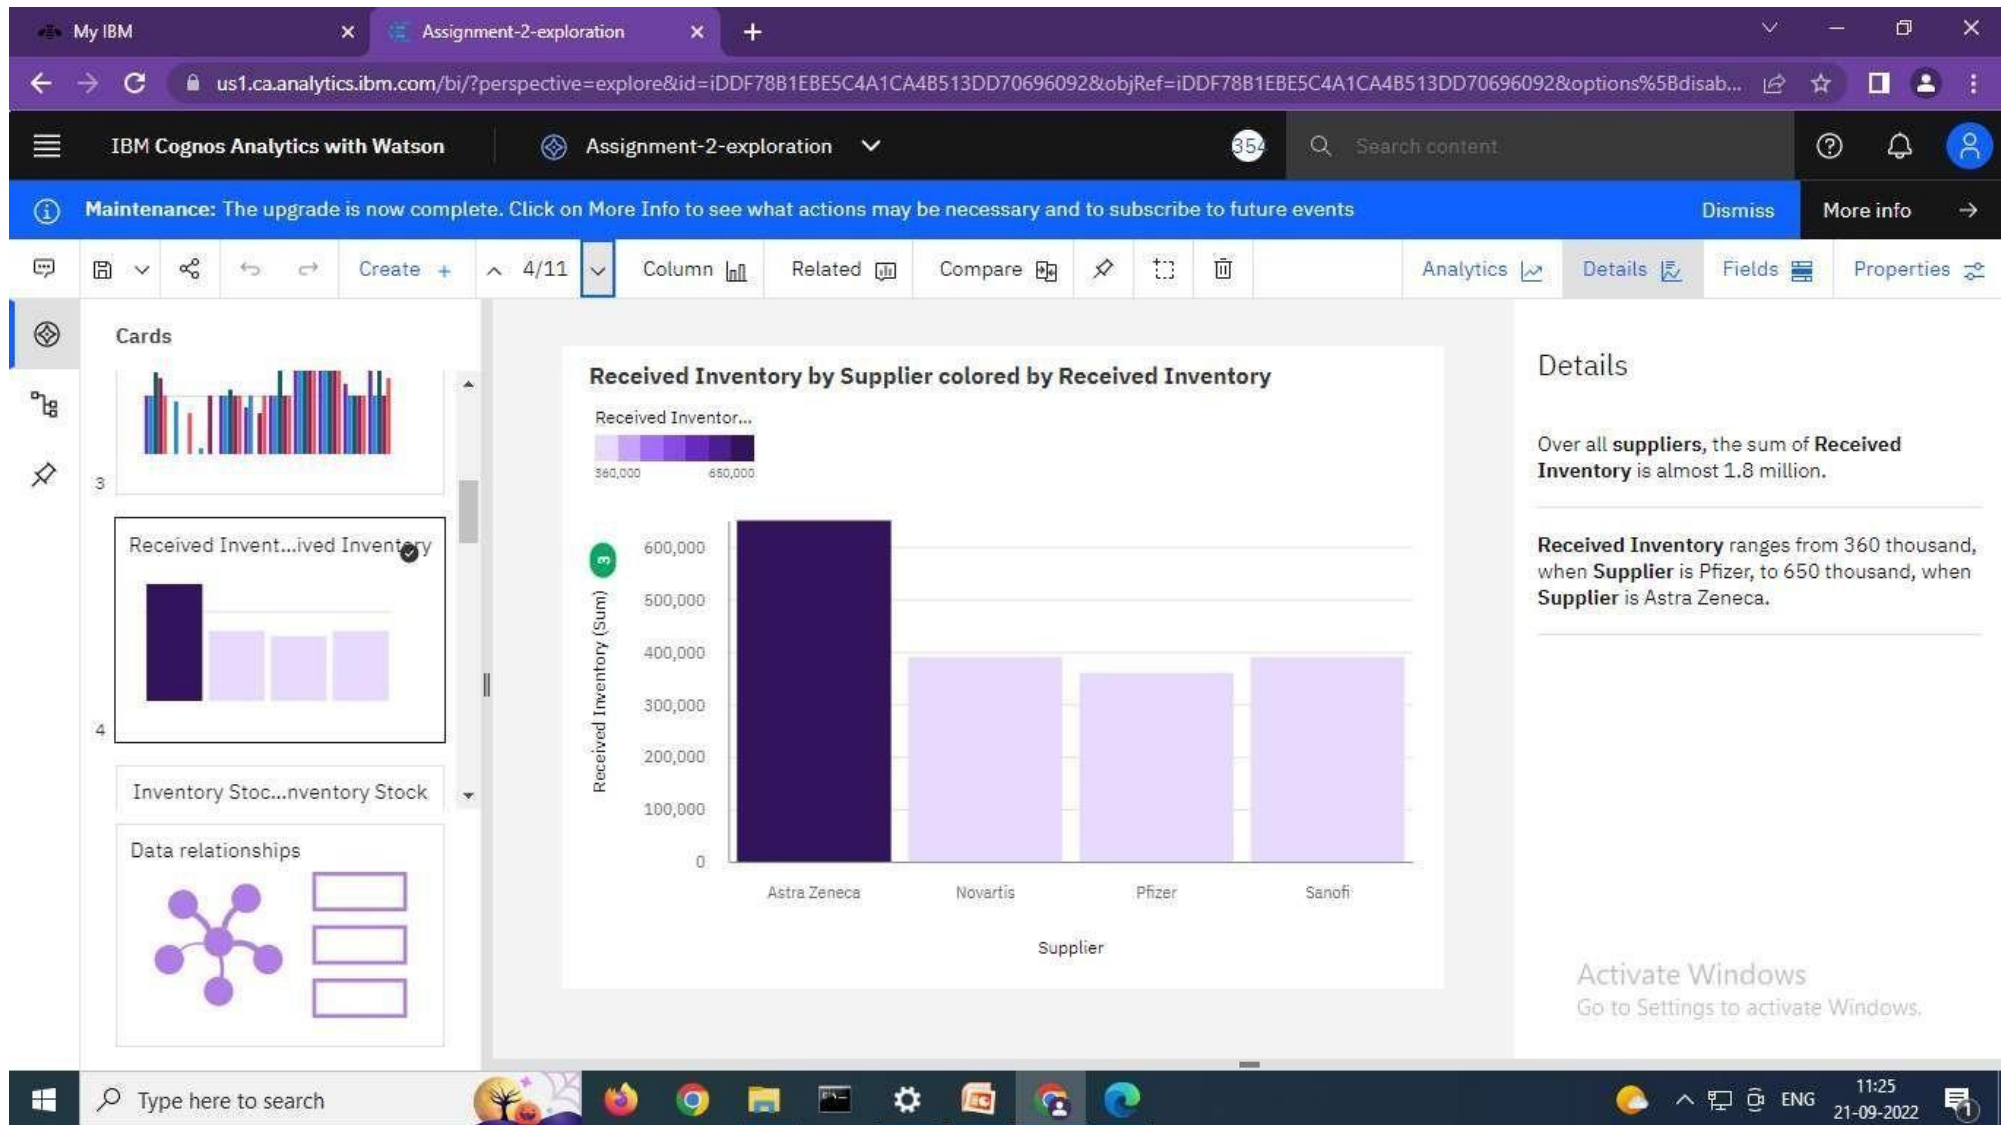 My IBM
Assignment-2-exploration
us1.ca.analytics.ibm.com/bi/?perspective=explore&id=iDDF78B1EBE5C4A1CA4B513DD70696092&objRef=iDDF78B1EBE5C4A1CA4B513DD70696092&options%5Bdisab...
IBM Cognos Analytics with Watson
Assignment-2-exploration
354
Search content
Maintenance: The upgrade is now complete. Click on More Info to see what actions may be necessary and to subscribe to future events
Dismiss
More info
Create +
4/11
Column
Related
Compare
Analytics
Details
Fields
Properties
Cards
3
Received Invent...ived Inventory
4
Inventory Stoc...nventory Stock
Data relationships
Received Inventory by Supplier colored by Received Inventory
Received Inventor...
360,000 650,000
3
Received Inventory (Sum)
600,000
500,000
400,000
300,000
200,000
100,000
0
Astra Zeneca Novartis Pfizer Sanofi
Supplier
Details
Over all suppliers, the sum of Received
Inventory is almost 1.8 million.
Received Inventory ranges from 360 thousand,
when Supplier is Pfizer, to 650 thousand, when
Supplier is Astra Zeneca.
Activate Windows
Go to Settings to activate Windows.
Type here to search
ENG
11:25
21-09-2022
1